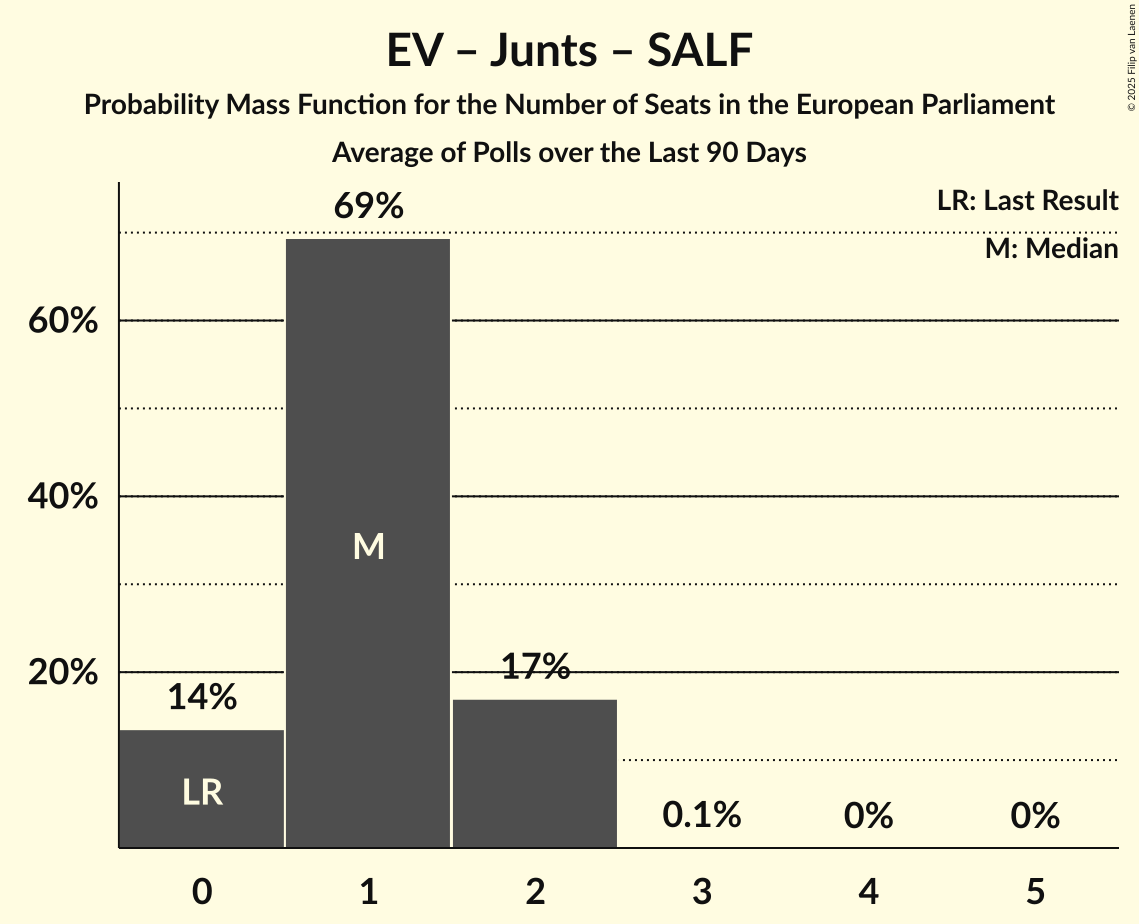 EV – Junts – SALF
Probability Mass Function for the Number of Seats in the European Parliament
Average of Polls over the Last 90 Days
© 2025 Filip van Laenen
LR: Last Result
M: Median
69%
60%
M
40%
20%
17%
14%
LR
0.1%
0%
0%
0 1 2 3 4 5